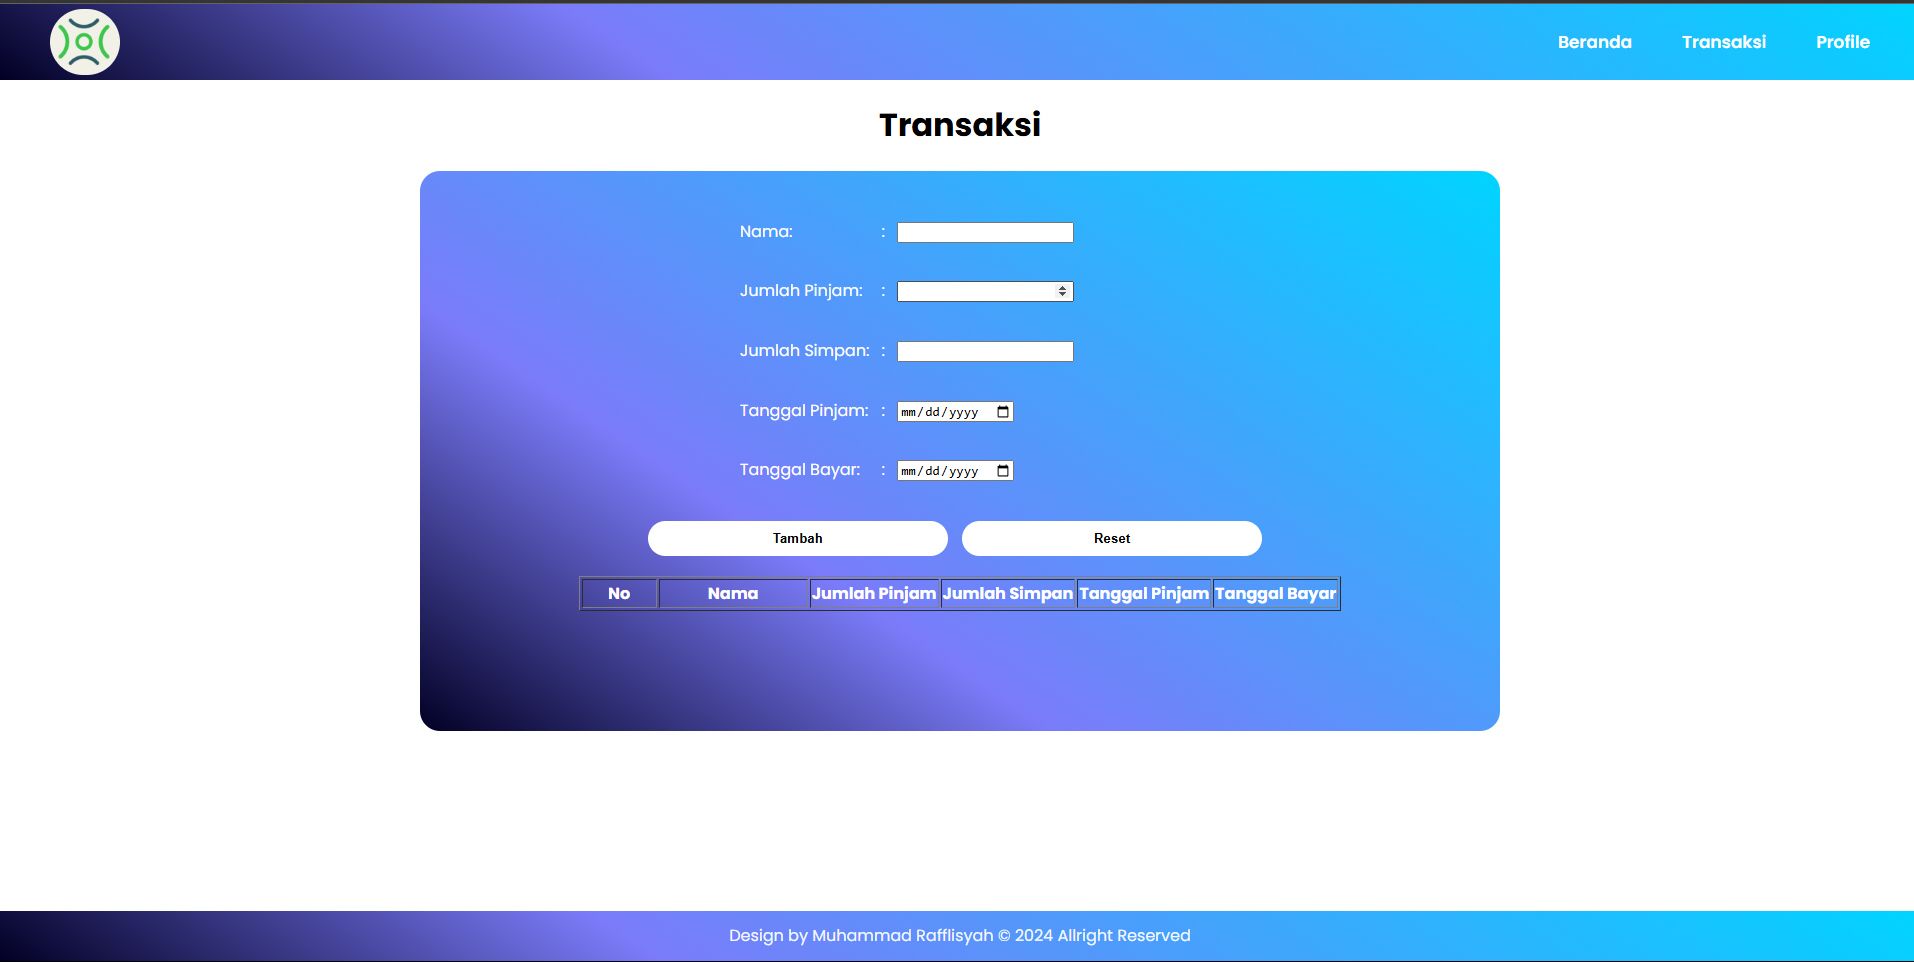 Beranda Transaksi Profile
Transaksi
Nama: :
Jumlah Pinjam: :
Jumlah Simpan: :
Tanggal Pinjam: : mm/dd/yyyy
Tanggal Bayar: : mm/dd/yyyy
Tambah Reset
No Nama Jumlah Pinjam Jumlah Simpan Tanggal Pinjam Tanggal Bayar
Design by Muhammad Rafflisyah © 2024 Allright Reserved